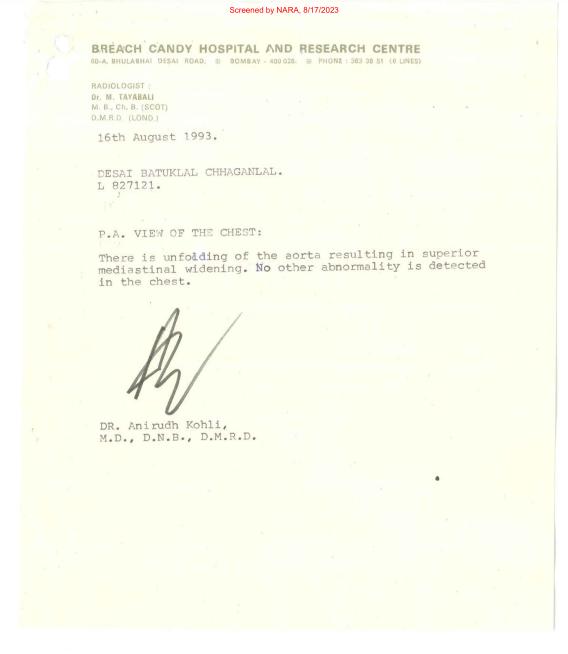 Screened by NARA, 8/17/2023
BREACH CANDY HOSPITAL AND RESEARCH CENTRE
60-A, BHULABHAI DESAI ROAD, BOMBAY - 400 026. PHONE : 363 38 51 (6 LINES)
RADIOLOGIST :
Dr. M. TAYABALI
M. B., Ch. B. (SCOT)
D.M.R.D. (LOND.)
16th August 1993.
DESAI BATUKLAL CHHAGANLAL.
L 827121.
P.A. VIEW OF THE CHEST:
There is unfolding of the aorta resulting in superior
mediastinal widening. No other abnormality is detected
in the chest.
DR. Anirudh Kohli,
M.D., D.N.B., D.M.R.D.